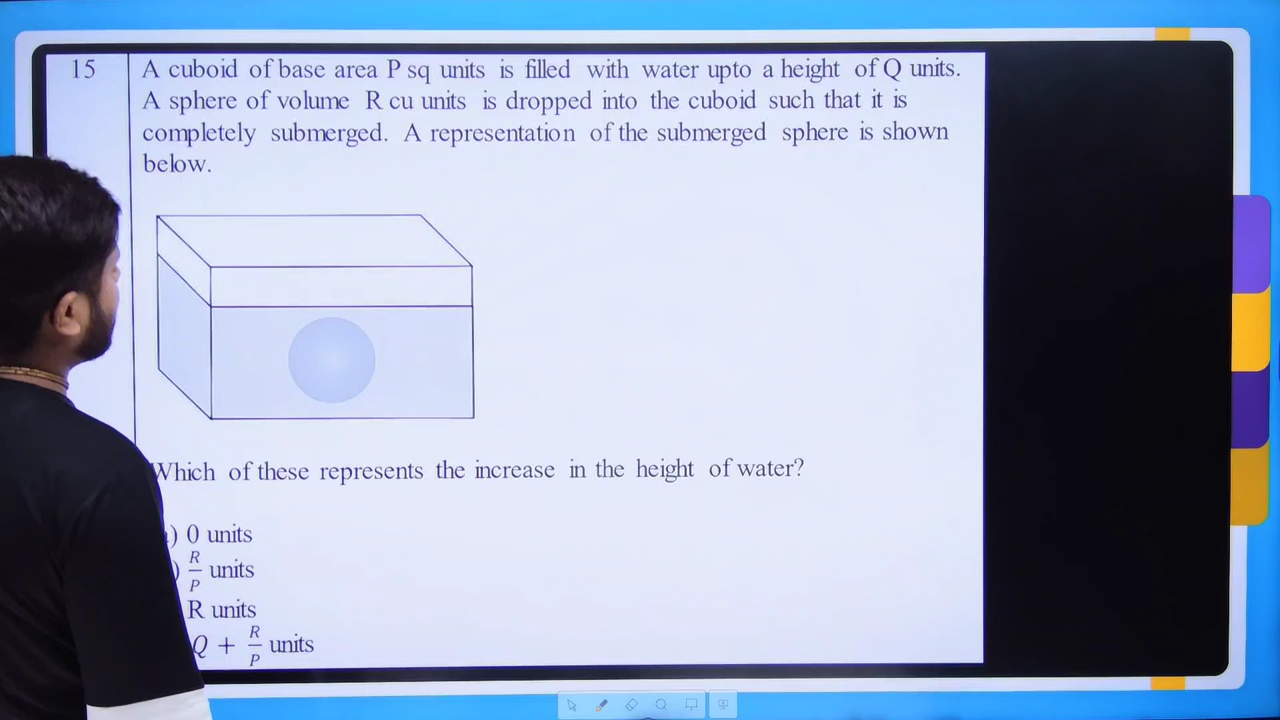 15
A cuboid of base area P sq units is filled with water upto a height of Q units.
A sphere of volume R cu units is dropped into the cuboid such that it is
completely submerged. A representation of the submerged sphere is shown
below.
Which of these represents the increase in the height of water?
) 0 units
) R/P units
R units
Q + R/P units